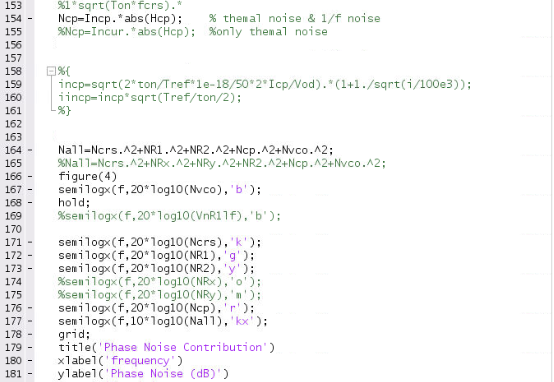 153 %1*sqrt(Ton*fcrs).*
154 - Ncp=Incp.*abs(Hcp); % themal noise & 1/f noise
155 %Ncp=Incur.*abs(Hcp); %only themal noise
156
157
158 %{
159 incp=sqrt(2*ton/Tref*1e-18/50*2*Icp/Vod).*(1+1./sqrt(i/100e3));
160 iincp=incp*sqrt(Tref/ton/2);
161 %}
162
163
164 - Nall=Ncrs.^2+NR1.^2+NR2.^2+Ncp.^2+Nvco.^2;
165 %Nall=Ncrs.^2+NRx.^2+NRy.^2+NR2.^2+Ncp.^2+Nvco.^2;
166 - figure(4)
167 - semilogx(f,20*log10(Nvco),'b');
168 - hold;
169 %semilogx(f,20*log10(VnR1lf),'b');
170
171 - semilogx(f,20*log10(Ncrs),'k');
172 - semilogx(f,20*log10(NR1),'g');
173 - semilogx(f,20*log10(NR2),'y');
174 %semilogx(f,20*log10(NRx),'o');
175 %semilogx(f,20*log10(NRy),'m');
176 - semilogx(f,20*log10(Ncp),'r');
177 - semilogx(f,10*log10(Nall),'kx');
178 - grid;
179 - title('Phase Noise Contribution')
180 - xlabel('frequency')
181 - ylabel('Phase Noise (dB)')